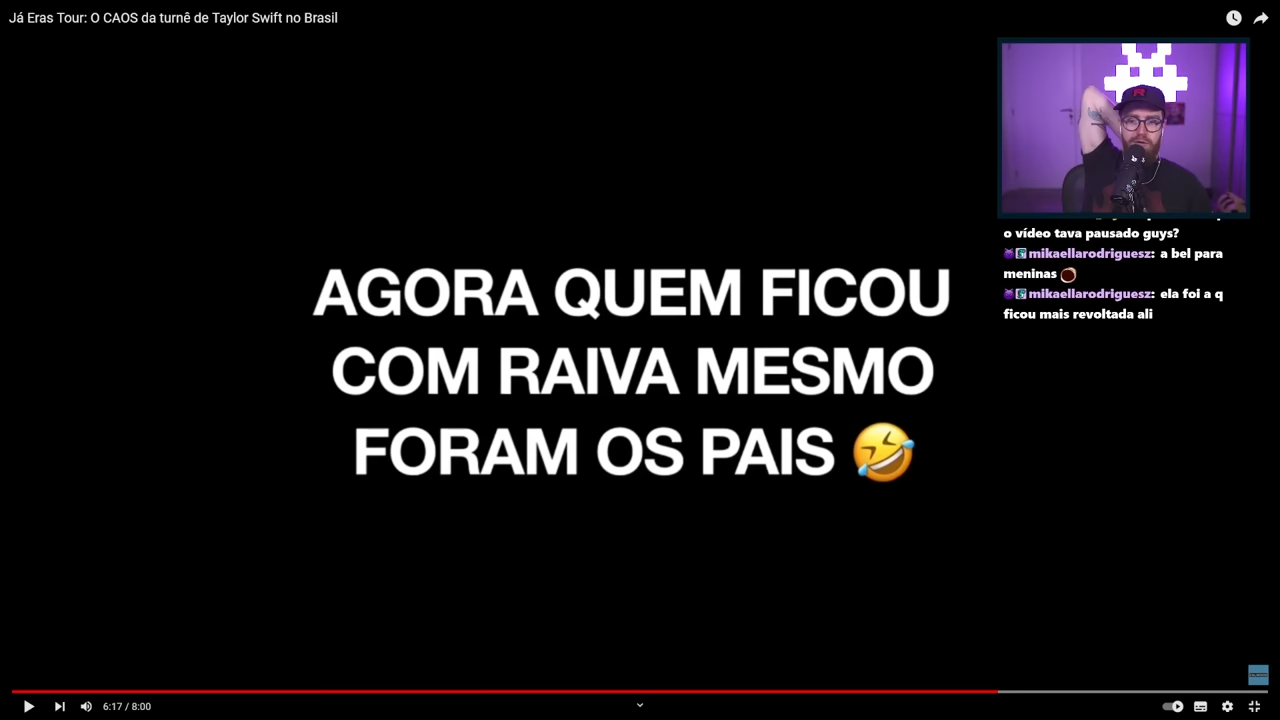 Já Eras Tour: O CAOS da turnê de Taylor Swift no Brasil
R
o vídeo tava pausado guys?
mikaellarodriguesz: a bel para
meninas
mikaellarodriguesz: ela foi a q
ficou mais revoltada ali
AGORA QUEM FICOU
COM RAIVA MESMO
FORAM OS PAIS 🤣
6:17 / 8:00